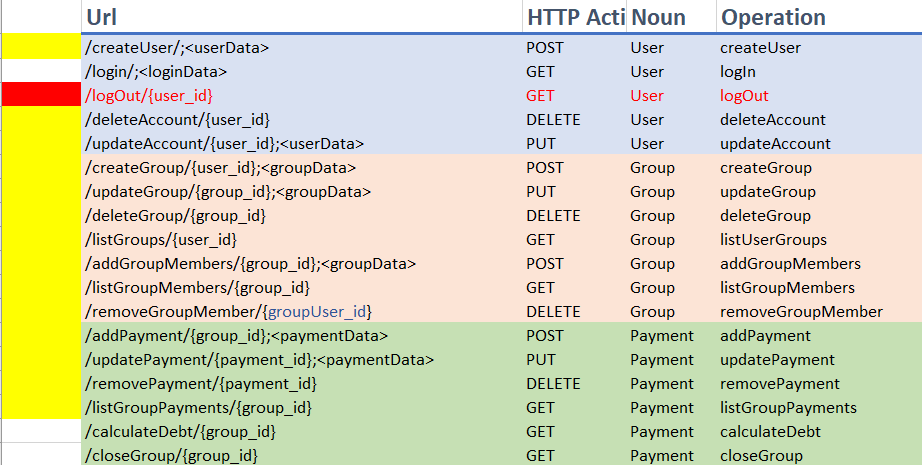 Url HTTP Acti Noun Operation
/createUser/;<userData> POST User createUser
/login/;<loginData> GET User logIn
/logOut/{user_id} GET User logOut
/deleteAccount/{user_id} DELETE User deleteAccount
/updateAccount/{user_id};<userData> PUT User updateAccount
/createGroup/{user_id};<groupData> POST Group createGroup
/updateGroup/{group_id};<groupData> PUT Group updateGroup
/deleteGroup/{group_id} DELETE Group deleteGroup
/listGroups/{user_id} GET Group listUserGroups
/addGroupMembers/{group_id};<groupData> POST Group addGroupMembers
/listGroupMembers/{group_id} GET Group listGroupMembers
/removeGroupMember/{groupUser_id} DELETE Group removeGroupMember
/addPayment/{group_id};<paymentData> POST Payment addPayment
/updatePayment/{payment_id};<paymentData> PUT Payment updatePayment
/removePayment/{payment_id} DELETE Payment removePayment
/listGroupPayments/{group_id} GET Payment listGroupPayments
/calculateDebt/{group_id} GET Payment calculateDebt
/closeGroup/{group_id} GET Payment closeGroup